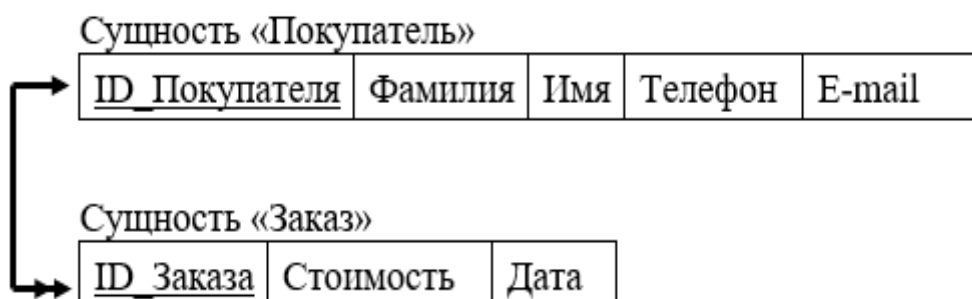 Сущность «Покупатель»
ID_Покупателя Фамилия Имя Телефон E-mail
Сущность «Заказ»
ID_Заказа Стоимость Дата